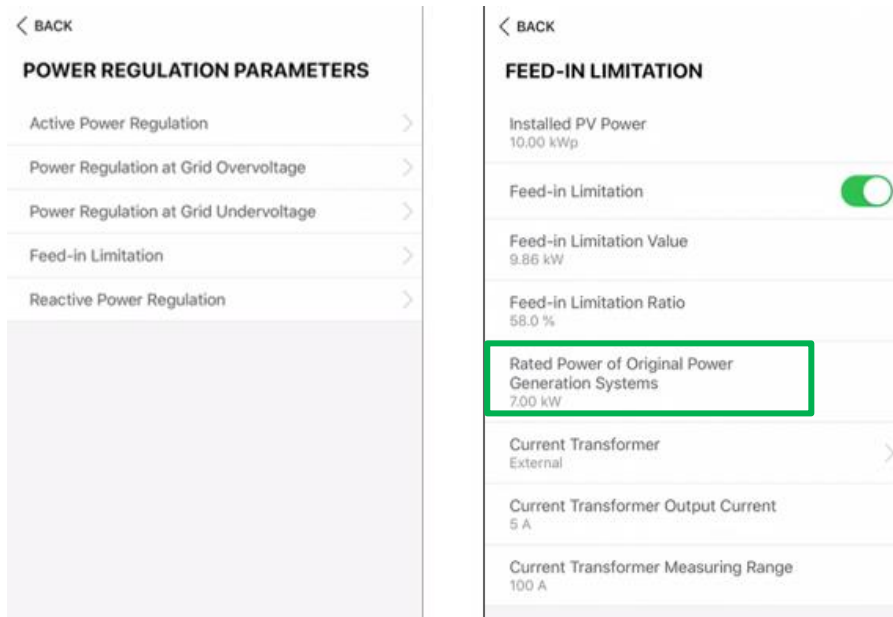 BACK
POWER REGULATION PARAMETERS
Active Power Regulation
Power Regulation at Grid Overvoltage
Power Regulation at Grid Undervoltage
Feed-in Limitation
Reactive Power Regulation
BACK
FEED-IN LIMITATION
Installed PV Power
10.00 kWp
Feed-in Limitation
Feed-in Limitation Value
9.86 kW
Feed-in Limitation Ratio
58.0 %
Rated Power of Original Power
Generation Systems
7.00 kW
Current Transformer
External
Current Transformer Output Current
5 A
Current Transformer Measuring Range
100 A